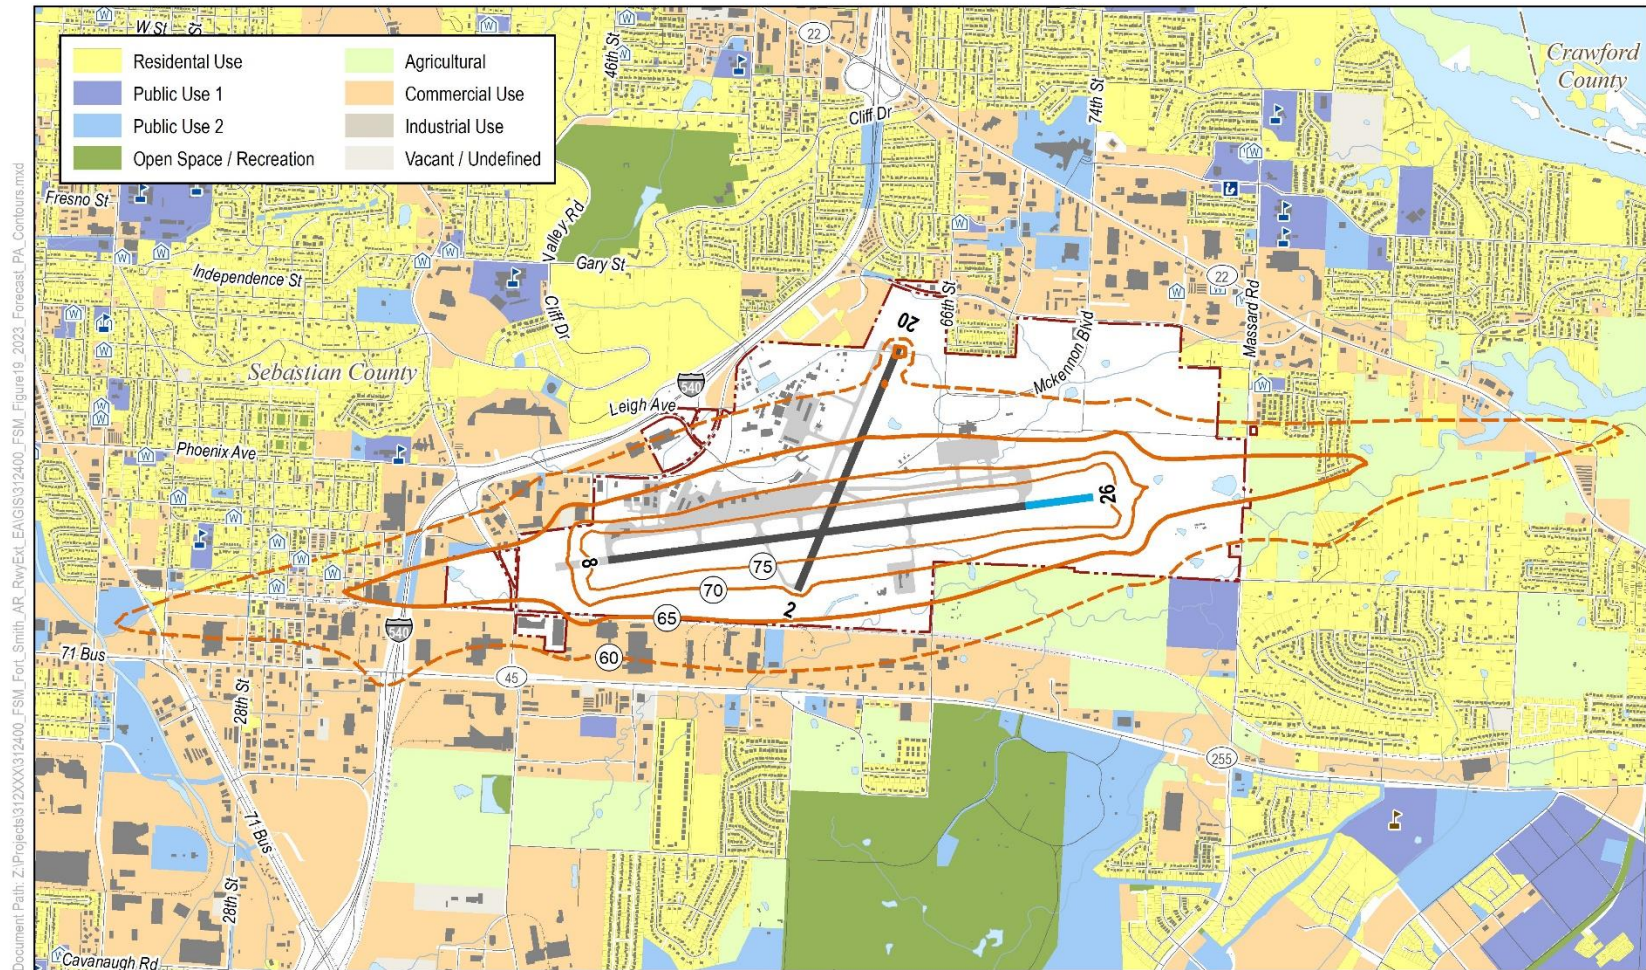 Residental Use
Public Use 1
Public Use 2
Open Space / Recreation
Agricultural
Commercial Use
Industrial Use
Vacant / Undefined
W St
St
46th St
22
Cliff Dr
74th St
Crawford
County
Fresno St
Valley Rd
Independence St
Gary St
Cliff Dr
66th St
22
Massard Rd
20
Mckennon Blvd
Sebastian County
540
Leigh Ave
Phoenix Ave
26
8
75
70
2
65
540
60
71 Bus
45
28th St
255
71 Bus
28th St
Cavanaugh Rd
Document Path: Z:\Projects\312XXX\312400_FSM_Fort_Smith_AR_RwyExt_EA\GIS\312400_FSM_Figure19_2023_Forecast_PA_Contours.mxd